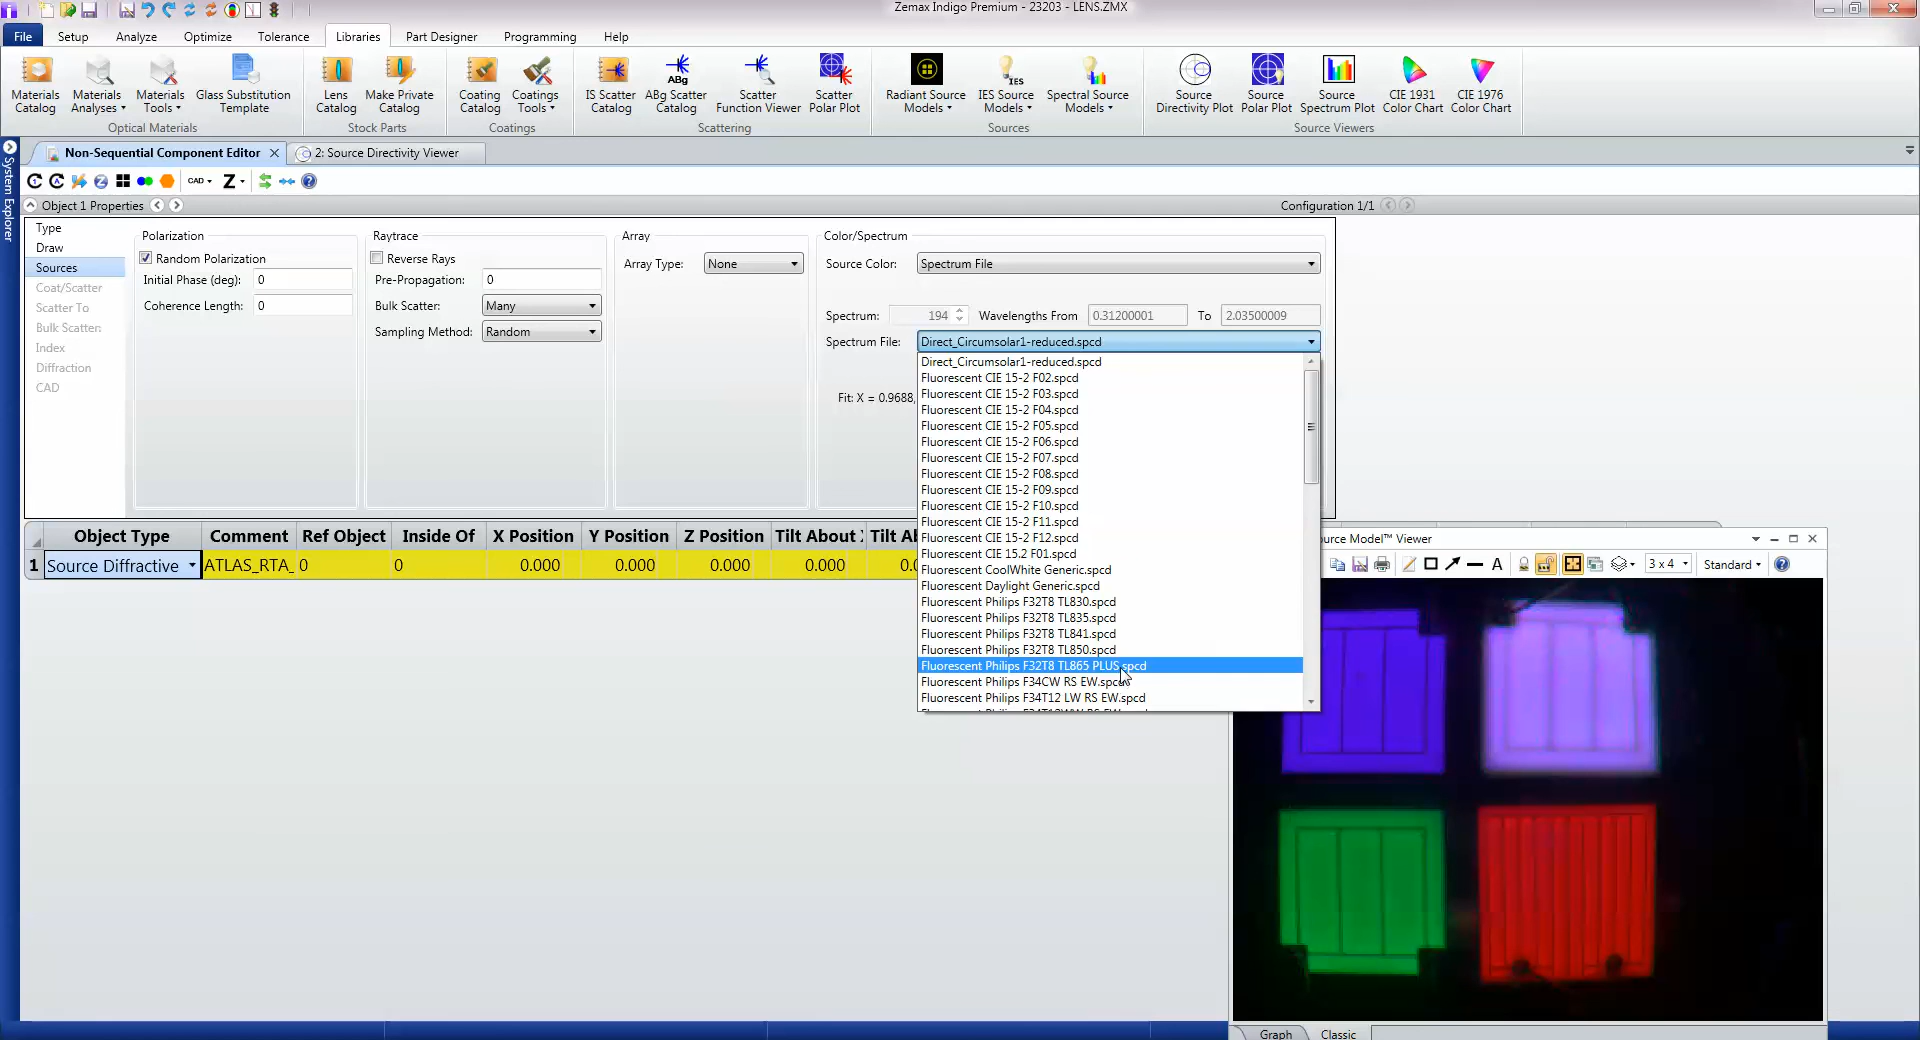 Zemax Indigo Premium - 23203 - LENS.ZMX
File Setup Analyze Optimize Tolerance Libraries Part Designer Programming Help
Materials Catalog
Materials Analyses
Materials Tools
Glass Substitution Template
Lens Catalog
Make Private Catalog
Coating Catalog
Coatings Tools
IS Scatter Catalog
ABg
ABg Scatter Catalog
Scatter Function Viewer
Scatter Polar Plot
Radiant Source Models
IES
IES Source Models
Spectral Source Models
Source Directivity Plot
Source Polar Plot
Source Spectrum Plot
CIE 1931 Color Chart
CIE 1976 Color Chart
Optical Materials Stock Parts Coatings Scattering Sources Source Viewers
System Explorer
Non-Sequential Component Editor 2: Source Directivity Viewer
CAD Z
Object 1 Properties Configuration 1/1
Type
Draw
Sources
Coat/Scatter
Scatter To
Bulk Scatter:
Index
Diffraction
CAD
Polarization
Random Polarization
Initial Phase (deg): 0
Coherence Length: 0
Raytrace
Reverse Rays
Pre-Propagation: 0
Bulk Scatter: Many
Sampling Method: Random
Array
Array Type: None
Color/Spectrum
Source Color: Spectrum File
Spectrum: 194 Wavelengths From 0.31200001 To 2.03500009
Spectrum File: Direct_Circumsolar1-reduced.spcd
Fit: X = 0.9688,
Direct_Circumsolar1-reduced.spcd
Fluorescent CIE 15-2 F02.spcd
Fluorescent CIE 15-2 F03.spcd
Fluorescent CIE 15-2 F04.spcd
Fluorescent CIE 15-2 F05.spcd
Fluorescent CIE 15-2 F06.spcd
Fluorescent CIE 15-2 F07.spcd
Fluorescent CIE 15-2 F08.spcd
Fluorescent CIE 15-2 F09.spcd
Fluorescent CIE 15-2 F10.spcd
Fluorescent CIE 15-2 F11.spcd
Fluorescent CIE 15-2 F12.spcd
Fluorescent CIE 15.2 F01.spcd
Fluorescent CoolWhite Generic.spcd
Fluorescent Daylight Generic.spcd
Fluorescent Philips F32T8 TL830.spcd
Fluorescent Philips F32T8 TL835.spcd
Fluorescent Philips F32T8 TL841.spcd
Fluorescent Philips F32T8 TL850.spcd
Fluorescent Philips F32T8 TL865 PLUS.spcd
Fluorescent Philips F34CW RS EW.spcd
Fluorescent Philips F34T12 LW RS EW.spcd
Object Type Comment Ref Object Inside Of X Position Y Position Z Position Tilt About
1 Source Diffractive ATLAS_RTA_ 0 0 0.000 0.000 0.000 0.000
Model™ Viewer
A 3 x 4 Standard
Graph Classic